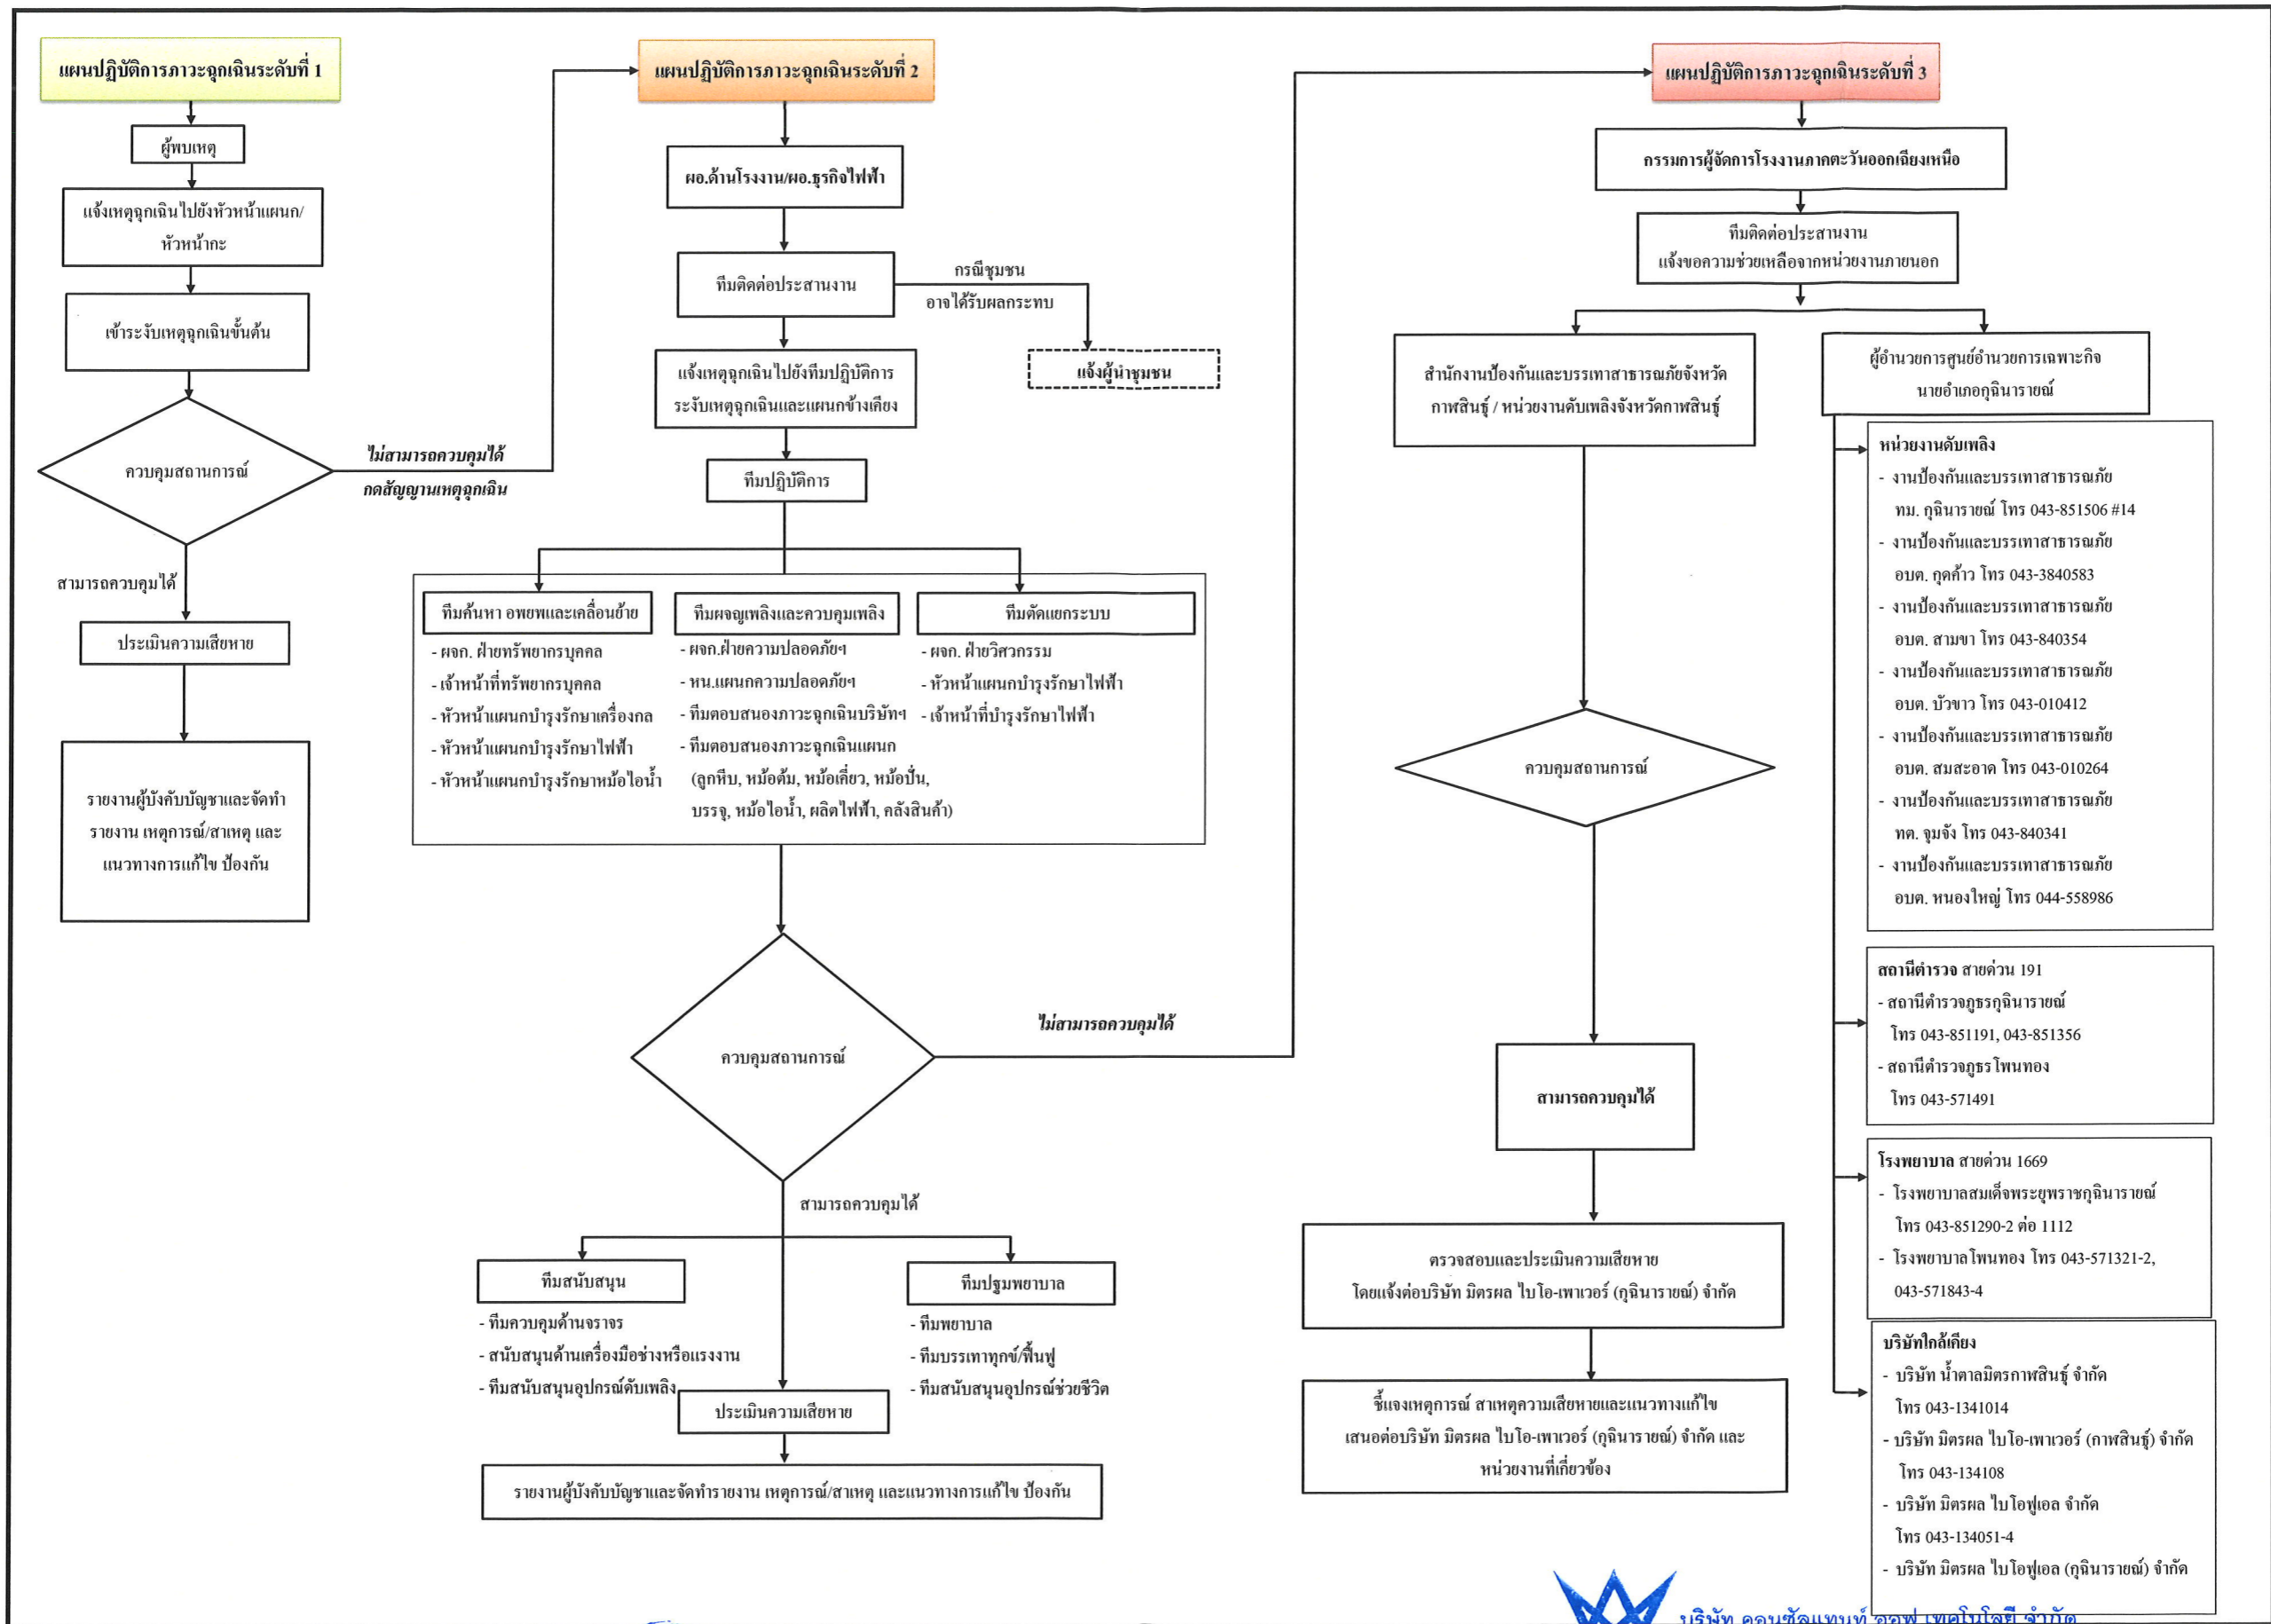 แผนปฏิบัติการภาวะฉุกเฉินระดับที่ 1
ผู้พบเหตุ
แจ้งเหตุฉุกเฉินไปยังหัวหน้าแผนก/
หัวหน้ากะ
เข้าระงับเหตุฉุกเฉินขั้นต้น
ควบคุมสถานการณ์
ไม่สามารถควบคุมได้
กดสัญญานเหตุฉุกเฉิน
สามารถควบคุมได้
ประเมินความเสียหาย
รายงานผู้บังคับบัญชาและจัดทำ
รายงาน เหตุการณ์/สาเหตุ และ
แนวทางการแก้ไข ป้องกัน
แผนปฏิบัติการภาวะฉุกเฉินระดับที่ 2
ผอ.ด้านโรงงาน/ผอ.ธุรกิจไฟฟ้า
ทีมติดต่อประสานงาน
กรณีชุมชน
อาจได้รับผลกระทบ
แจ้งผู้นำชุมชน
แจ้งเหตุฉุกเฉินไปยังทีมปฏิบัติการ
ระงับเหตุฉุกเฉินและแผนกข้างเคียง
ทีมปฏิบัติการ
ทีมค้นหา อพยพและเคลื่อนย้าย
- ผจก. ฝ่ายทรัพยากรบุคคล
- เจ้าหน้าที่ทรัพยากรบุคคล
- หัวหน้าแผนกบำรุงรักษาเครื่องกล
- หัวหน้าแผนกบำรุงรักษาไฟฟ้า
- หัวหน้าแผนกบำรุงรักษาหม้อไอน้ำ
ทีมผจญเพลิงและควบคุมเพลิง
- ผจก.ฝ่ายความปลอดภัยฯ
- หน.แผนกความปลอดภัยฯ
- ทีมตอบสนองภาวะฉุกเฉินบริษัทฯ
- ทีมตอบสนองภาวะฉุกเฉินแผนก
(ลูกหีบ, หม้อต้ม, หม้อเคี่ยว, หม้อปั่น,
บรรจุ, หม้อไอน้ำ, ผลิตไฟฟ้า, คลังสินค้า)
ทีมตัดแยกระบบ
- ผจก. ฝ่ายวิศวกรรม
- หัวหน้าแผนกบำรุงรักษาไฟฟ้า
- เจ้าหน้าที่บำรุงรักษาไฟฟ้า
ควบคุมสถานการณ์
ไม่สามารถควบคุมได้
สามารถควบคุมได้
ทีมสนับสนุน
- ทีมควบคุมด้านจราจร
- สนับสนุนด้านเครื่องมือช่างหรือแรงงาน
- ทีมสนับสนุนอุปกรณ์ดับเพลิง
ทีมปฐมพยาบาล
- ทีมพยาบาล
- ทีมบรรเทาทุกข์/ฟื้นฟู
- ทีมสนับสนุนอุปกรณ์ช่วยชีวิต
ประเมินความเสียหาย
รายงานผู้บังคับบัญชาและจัดทำรายงาน เหตุการณ์/สาเหตุ และแนวทางการแก้ไข ป้องกัน
แผนปฏิบัติการภาวะฉุกเฉินระดับที่ 3
กรรมการผู้จัดการโรงงานภาคตะวันออกเฉียงเหนือ
ทีมติดต่อประสานงาน
แจ้งขอความช่วยเหลือจากหน่วยงานภายนอก
สำนักงานป้องกันและบรรเทาสาธารณภัยจังหวัด
กาฬสินธุ์ / หน่วยงานดับเพลิงจังหวัดกาฬสินธุ์
ควบคุมสถานการณ์
สามารถควบคุมได้
ตรวจสอบและประเมินความเสียหาย
โดยแจ้งต่อบริษัท มิตรผล ไบโอ-เพาเวอร์ (กุฉินารายณ์) จำกัด
ชี้แจงเหตุการณ์ สาเหตุความเสียหายและแนวทางแก้ไข
เสนอต่อบริษัท มิตรผล ไบโอ-เพาเวอร์ (กุฉินารายณ์) จำกัด และ
หน่วยงานที่เกี่ยวข้อง
ผู้อำนวยการศูนย์อำนวยการเฉพาะกิจ
นายอำเภอกุฉินารายณ์
หน่วยงานดับเพลิง
- งานป้องกันและบรรเทาสาธารณภัย
ทม. กุฉินารายณ์ โทร 043-851506 #14
- งานป้องกันและบรรเทาสาธารณภัย
อบต. กุดค้าว โทร 043-3840583
- งานป้องกันและบรรเทาสาธารณภัย
อบต. สามขา โทร 043-840354
- งานป้องกันและบรรเทาสาธารณภัย
อบต. บัวขาว โทร 043-010412
- งานป้องกันและบรรเทาสาธารณภัย
อบต. สมสะอาด โทร 043-010264
- งานป้องกันและบรรเทาสาธารณภัย
ทต. จุมจัง โทร 043-840341
- งานป้องกันและบรรเทาสาธารณภัย
อบต. หนองใหญ่ โทร 044-558986
สถานีตำรวจ สายด่วน 191
- สถานีตำรวจภูธรกุฉินารายณ์
โทร 043-851191, 043-851356
- สถานีตำรวจภูธรโพนทอง
โทร 043-571491
โรงพยาบาล สายด่วน 1669
- โรงพยาบาลสมเด็จพระยุพราชกุฉินารายณ์
โทร 043-851290-2 ต่อ 1112
- โรงพยาบาลโพนทอง โทร 043-571321-2,
043-571843-4
บริษัทใกล้เคียง
- บริษัท น้ำตาลมิตรกาฬสินธุ์ จำกัด
โทร 043-1341014
- บริษัท มิตรผล ไบโอ-เพาเวอร์ (กาฬสินธุ์) จำกัด
โทร 043-134108
- บริษัท มิตรผล ไบโอฟูเอล จำกัด
โทร 043-134051-4
- บริษัท มิตรผล ไบโอฟูเอล (กุฉินารายณ์) จำกัด
บริษัท คอนซัลแทนท์ ออฟ เทคโนโลยี จำกัด